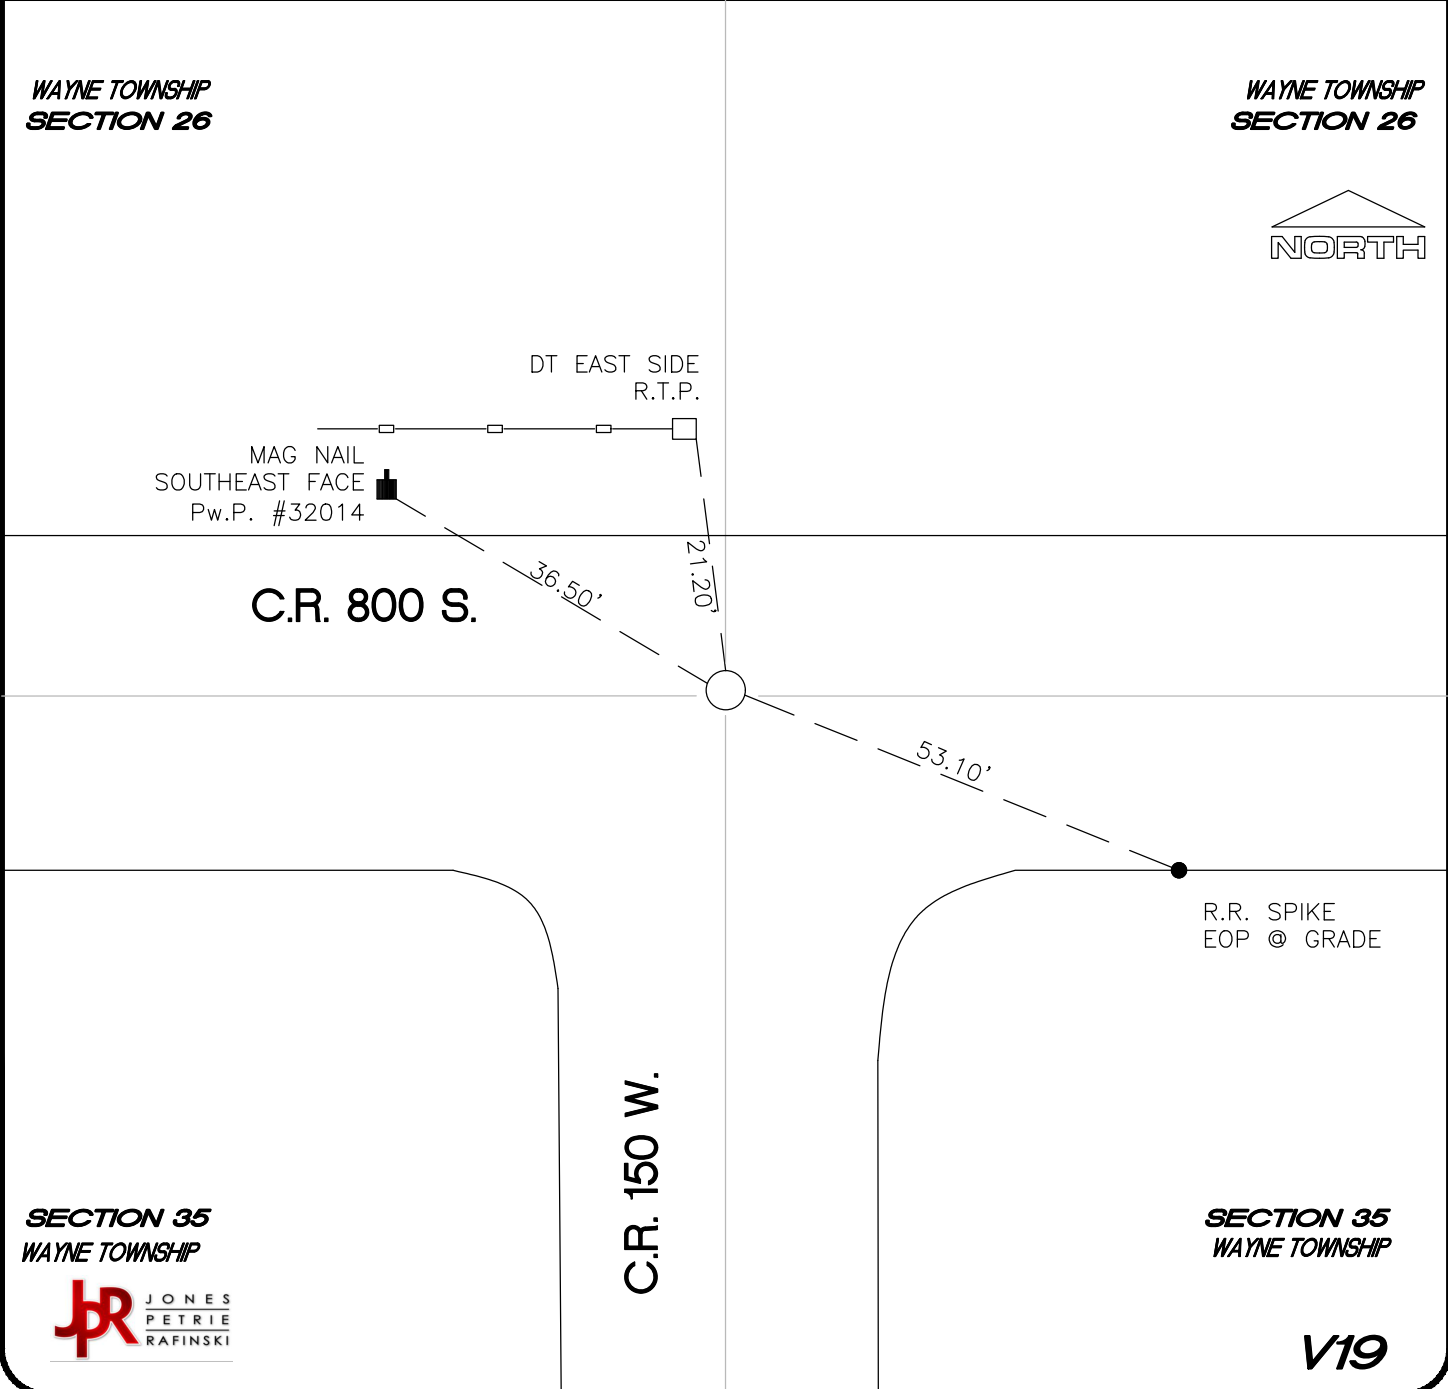 WAYNE TOWNSHIP
SECTION 26
WAYNE TOWNSHIP
SECTION 26
NORTH
DT EAST SIDE
R.T.P.
MAG NAIL
SOUTHEAST FACE
Pw.P. #32014
21.20'
36.50'
C.R. 800 S.
53.10'
R.R. SPIKE
EOP @ GRADE
C.R. 150 W.
SECTION 35
WAYNE TOWNSHIP
SECTION 35
WAYNE TOWNSHIP
JPR
JONES
PETRIE
RAFINSKI
V19